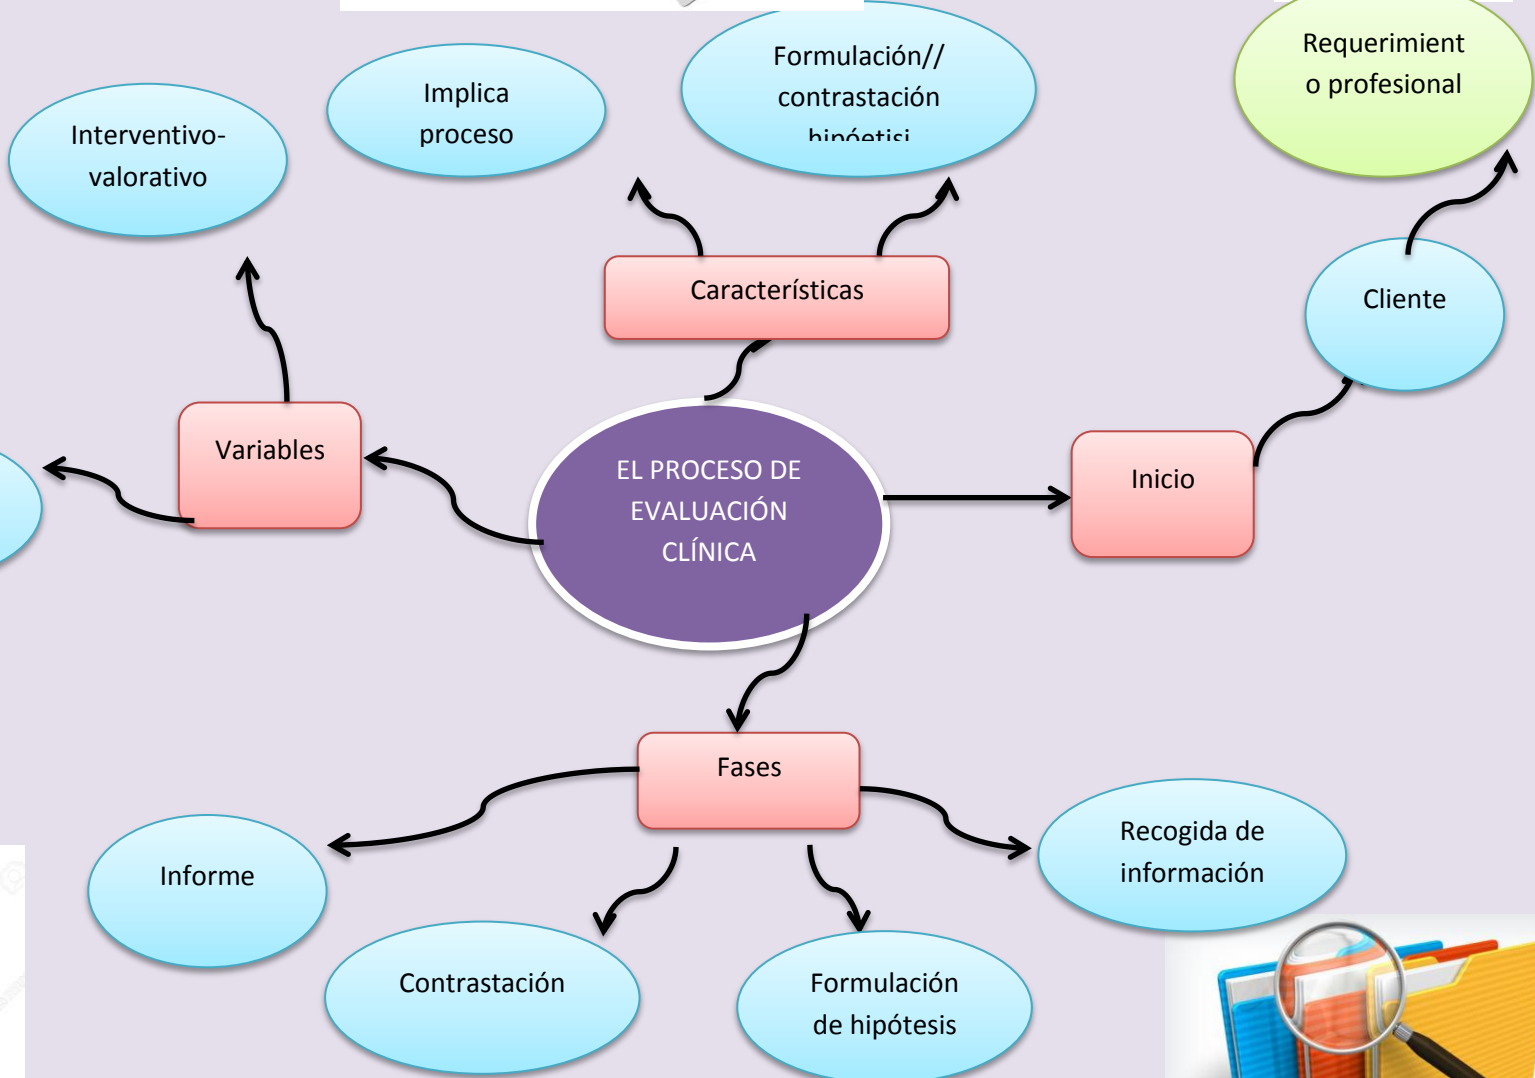 Formulación//
contrastación
hipóetisi
Requerimient
o profesional
Implica
proceso
Interventivo-
valorativo
Características
Cliente
Variables
EL PROCESO DE
EVALUACIÓN
CLÍNICA
Inicio
Fases
Recogida de
información
Informe
Contrastación
Formulación
de hipótesis